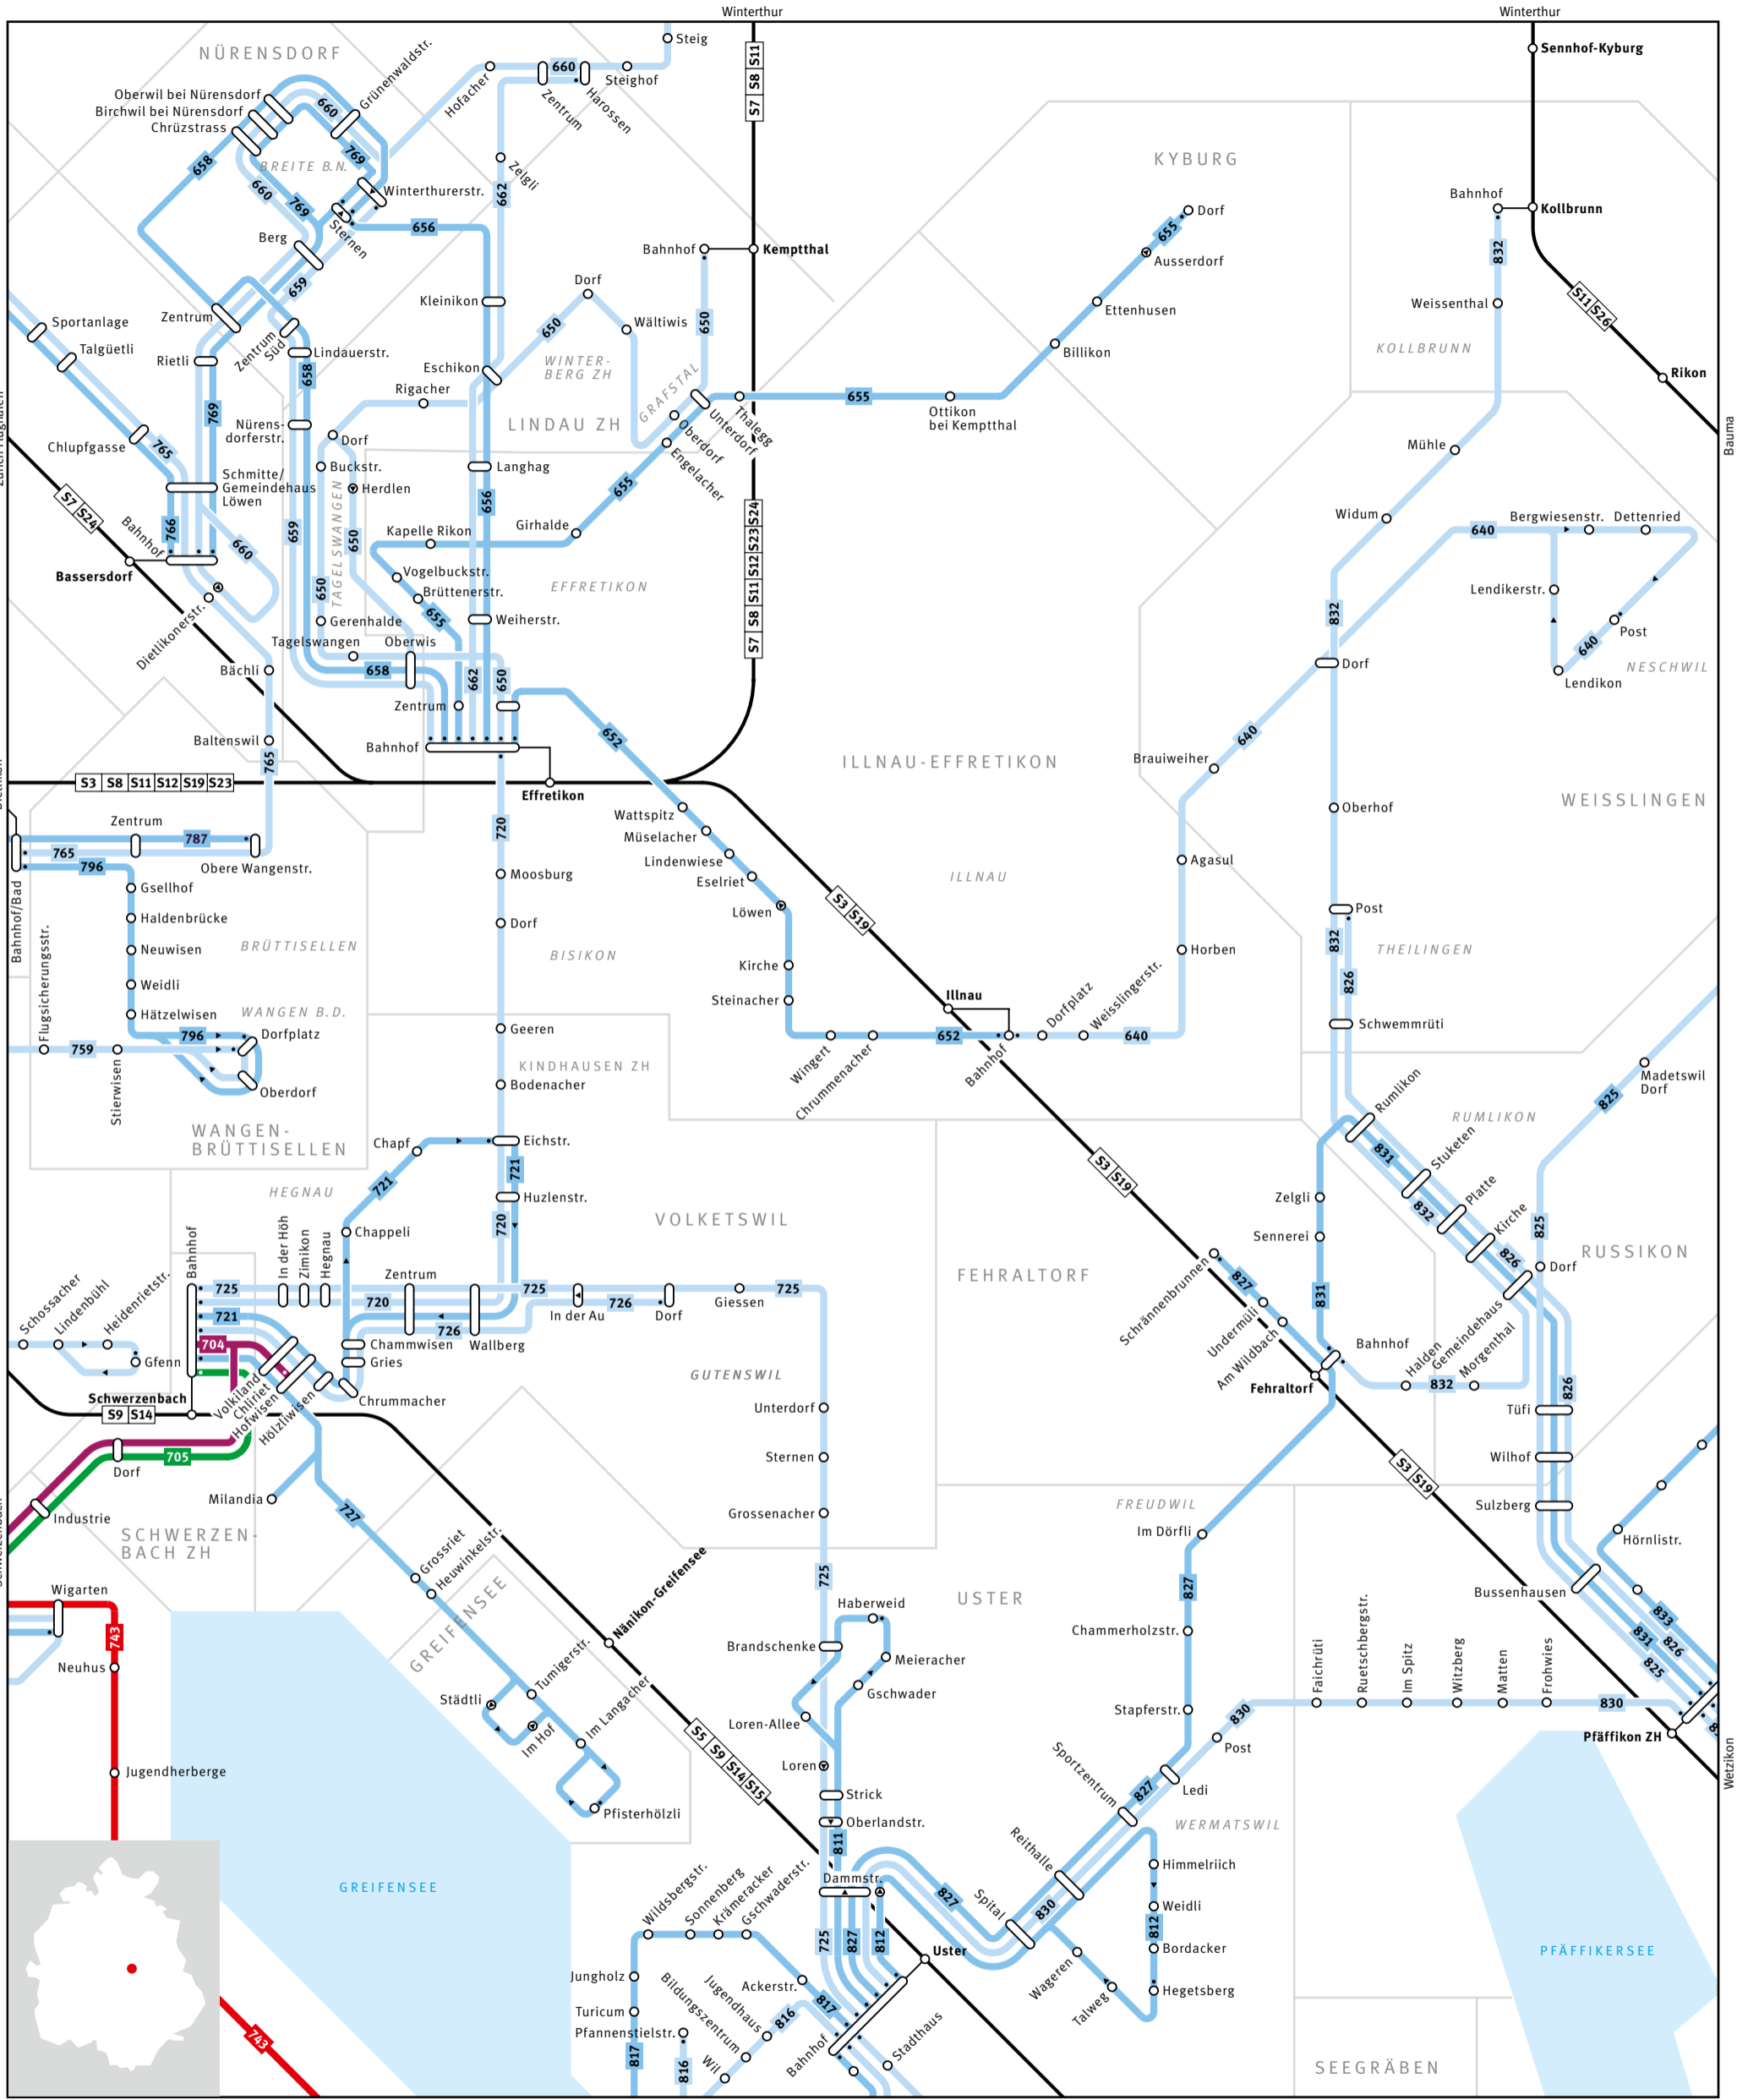 Winterthur
Winterthur
Steig
S7 S8 S11
Sennhof-Kyburg
NÜRENSDORF
Grünenwaldstr.
Hofacher
660
Steighof
Zentrum
Harossen
Oberwil bei Nürensdorf
Birchwil bei Nürensdorf
Chrüzstrass
660
769
BREITE B.N.
658
660
769
Winterthurerstr.
Sternen
656
Zelgli
662
KYBURG
Bahnhof
Kollbrunn
832
Dorf
655
Ausserdorf
Berg
659
Bahnhof
Kemptthal
Kleinikon
Dorf
Ettenhusen
Weissenthal
S11 S26
Sportanlage
Zentrum
Zentrum
Süd
650
Wältiwis
650
Billikon
KOLLBRUNN
Talgüetli
Rietli
Lindauerstr.
658
Eschikon
WINTER-
BERG ZH
Rikon
Rigacher
GRAFSTAL
655
Ottikon
bei Kemptthal
Thalegg
Unterdorf
Oberdorf
Engelacher
769
Nürens-
dorferstr.
Dorf
LINDAU ZH
Bauma
Chlupfgasse
765
Mühle
Buckstr.
Langhag
Schmitte/
Gemeindehaus
Löwen
Herdlen
TAGELSWANGEN
655
656
S7 S24
Bahnhof
766
659
650
Kapelle Rikon
Girhalde
S7 S8 S11 S12 S23 S24
Widum
640
Bergwiesenstr.
Dettenried
660
Bassersdorf
650
Vogelbuckstr.
Brüttenerstr.
655
EFFRETIKON
Lendikerstr.
Dietlikonerstr.
Gerenhalde
Weiherstr.
832
Post
640
Tagelswangen
Oberwis
Dorf
NESCHWIL
Lendikon
Bächli
658
662
650
Zentrum
Bahnhof
652
640
Baltenswil
765
Brauiweiher
ILLNAU-EFFRETIKON
S3 S8 S11 S12 S19 S23
Effretikon
WEISSLINGEN
Wattspitz
Müselacher
Lindenwiese
Eselriet
Oberhof
Zentrum
787
765
796
Obere Wangenstr.
720
Agasul
Bahnhof/Bad
Moosburg
ILLNAU
Gsellhof
Haldenbrücke
Löwen
S3 S19
Post
Dorf
Neuwisen
BRÜTTISELLEN
BISIKON
Kirche
Horben
832
THEILINGEN
Weidli
Steinacher
826
Flugsicherungsstr.
Hätzelwisen
WANGEN B.D.
Illnau
Dorfplatz
Weisslingerstr.
Schwemmrüti
796
Dorfplatz
Geeren
652
640
759
Wingert
Chrummenacher
Bahnhof
Stierwisen
Oberdorf
KINDHAUSEN ZH
Bodenacher
Madetswil
Dorf
825
Rumlikon
RUMLIKON
WANGEN-
BRÜTTISELLEN
Chapf
Eichstr.
831
Stuketen
721
721
S3 S19
HEGNAU
Huzlenstr.
Zelgli
832
Platte
Kirche
720
VOLKETSWIL
Chappeli
Sennerei
826
825
RUSSIKON
Bahnhof
In der Höh
Zimikon
Hegnau
Zentrum
FEHRALTORF
Schrännenbrunnen
827
Dorf
725
720
725
In der Au
726
Dorf
Giessen
725
831
Undermüli
Gemeindehaus
721
726
Wallberg
Am Wildbach
Schossacher
Lindenbühl
Heidenrietstr.
704
Chammwisen
Gries
Bahnhof
Halden
Morgenthal
Gfenn
Fehraltorf
832
GUTENSWIL
826
Schwerzenbach
S9 S14
Volkiland
Chliriet
Hofwisen
Hölzliwisen
Chrummacher
Unterdorf
Tüfi
705
Dorf
Sternen
S3 S19
Wilhof
Milandia
727
Grossenacher
FREUDWIL
Sulzberg
Industrie
SCHWERZEN-
BACH ZH
Im Dörfli
Hörnlistr.
Grossriet
Heuwinkelstr.
Nänikon-Greifensee
725
827
Bussenhausen
Wigarten
USTER
GREIFENSEE
Haberweid
833
743
Brandschenke
Meieracher
Chammerholzstr.
Faichrüti
Ruetschbergstr.
Im Spitz
Witzberg
Matten
Frohwies
831
826
825
Neuhus
Tumigerstr.
Städtli
Gschwader
Stapferstr.
830
830
Im Hof
Im Langacher
Loren-Allee
Post
Pfäffikon ZH
S5 S9 S14 S15
Loren
Sportzentrum
827
Ledi
Wetzikon
Jugendherberge
Pfisterhölzli
Strick
Oberlandstr.
WERMATSWIL
811
Reithalle
GREIFENSEE
Wildsbergstr.
Sonnenberg
Krämeracker
Gschwaderstr.
Dammstr.
827
Spital
830
Himmelriich
Weidli
812
725
827
812
Uster
Bordacker
PFÄFFIKERSEE
Jungholz
Ackerstr.
Wageren
Hegetsberg
Turicum
817
Talweg
Pfannenstielstr.
Bildungszentrum
Jugendhaus
816
743
817
816
Wil
Bahnhof
Stadthaus
SEEGRÄBEN